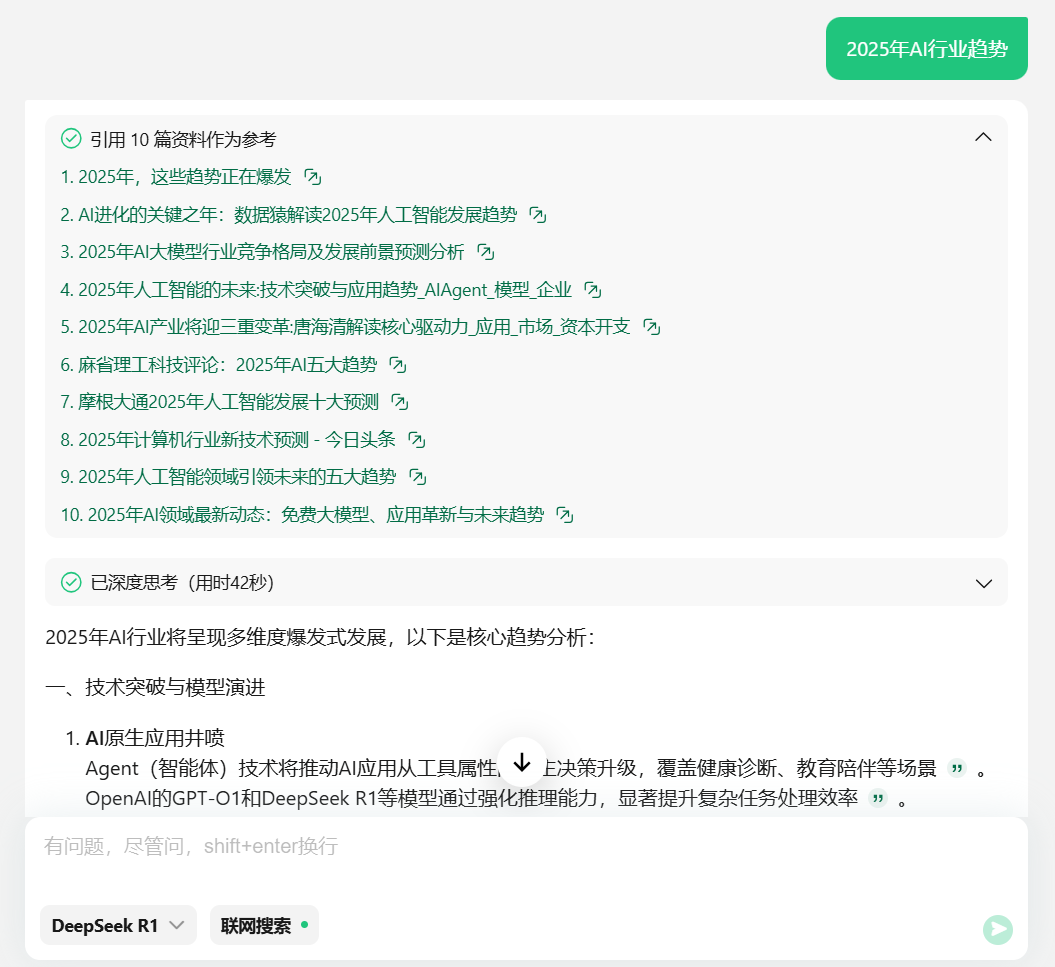 2025年AI行业趋势
引用 10 篇资料作为参考
1. 2025年，这些趋势正在爆发
2. AI进化的关键之年：数据猿解读2025年人工智能发展趋势
3. 2025年AI大模型行业竞争格局及发展前景预测分析
4. 2025年人工智能的未来:技术突破与应用趋势_AIAgent_模型_企业
5. 2025年AI产业将迎三重变革:唐海清解读核心驱动力_应用_市场_资本开支
6. 麻省理工科技评论：2025年AI五大趋势
7. 摩根大通2025年人工智能发展十大预测
8. 2025年计算机行业新技术预测 - 今日头条
9. 2025年人工智能领域引领未来的五大趋势
10. 2025年AI领域最新动态：免费大模型、应用革新与未来趋势
已深度思考（用时42秒）
2025年AI行业将呈现多维度爆发式发展，以下是核心趋势分析：
一、技术突破与模型演进
1. AI原生应用井喷
Agent（智能体）技术将推动AI应用从工具属性 决策升级，覆盖健康诊断、教育陪伴等场景 ” 。
OpenAI的GPT-O1和DeepSeek R1等模型通过强化推理能力，显著提升复杂任务处理效率 ” 。
有问题，尽管问，shift+enter换行
DeepSeek R1 联网搜索